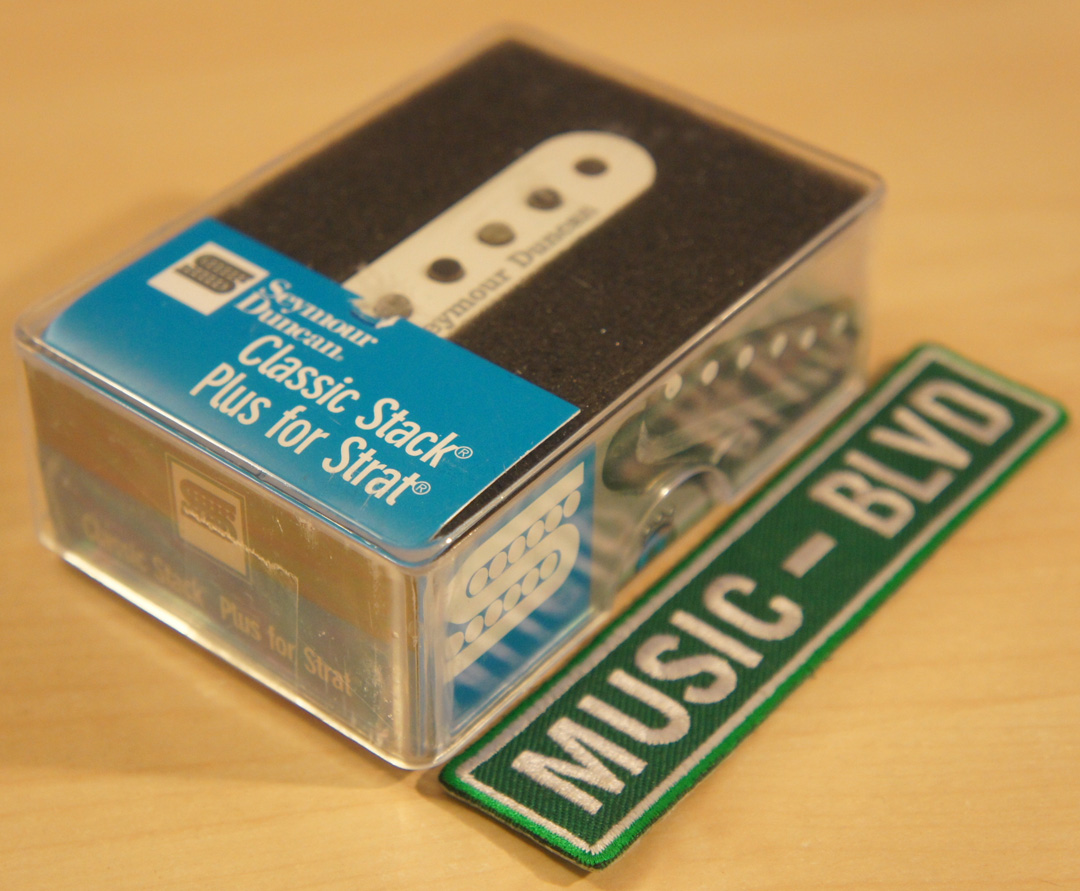 Seymour Duncan
Seymour
Duncan®
Classic Stack®
Plus for Strat®
Classic Stack Plus for Strat
MUSIC - BLVD